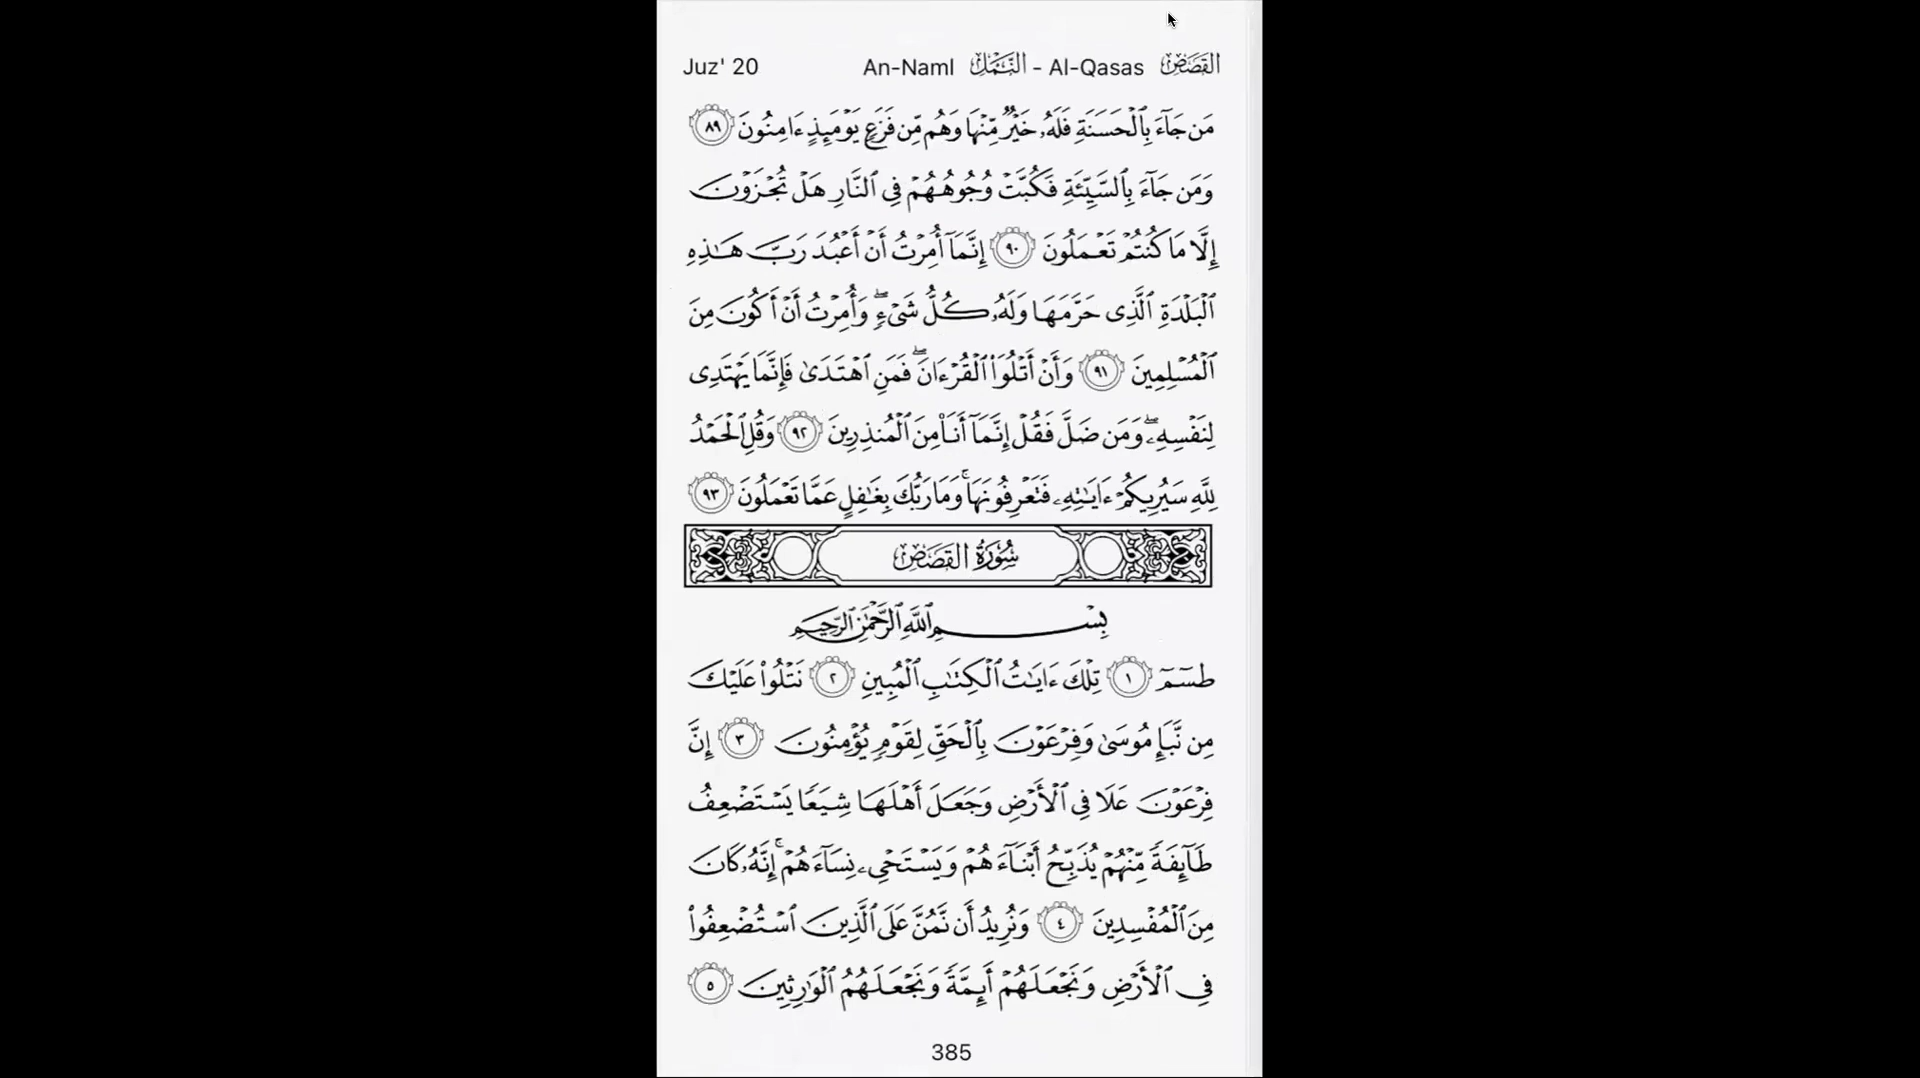 Juz' 20 An-Naml النَّمْل - Al-Qasas القَصَص
مَن جَآءَ بِٱلْحَسَنَةِ فَلَهُۥ خَيْرٌ مِّنْهَا وَهُم مِّن فَزَعٍ يَوْمَئِذٍ ءَامِنُونَ ٨٩
وَمَن جَآءَ بِٱلسَّيِّئَةِ فَكُبَّتْ وُجُوهُهُمْ فِى ٱلنَّارِ هَلْ تُجْزَوْنَ
إِلَّا مَا كُنتُمْ تَعْمَلُونَ ٩٠ إِنَّمَآ أُمِرْتُ أَنْ أَعْبُدَ رَبَّ هَـٰذِهِ
ٱلْبَلْدَةِ ٱلَّذِى حَرَّمَهَا وَلَهُۥ كُلُّ شَىْءٍ ۖ وَأُمِرْتُ أَنْ أَكُونَ مِنَ
ٱلْمُسْلِمِينَ ٩١ وَأَنْ أَتْلُوَا۟ ٱلْقُرْءَانَ ۖ فَمَنِ ٱهْتَدَىٰ فَإِنَّمَا يَهْتَدِى
لِنَفْسِهِۦ ۖ وَمَن ضَلَّ فَقُلْ إِنَّمَآ أَنَا۠ مِنَ ٱلْمُنذِرِينَ ٩٢ وَقُلِ ٱلْحَمْدُ
لِلَّهِ سَيُرِيكُمْ ءَايَـٰتِهِۦ فَتَعْرِفُونَهَا ۚ وَمَا رَبُّكَ بِغَـٰفِلٍ عَمَّا تَعْمَلُونَ ٩٣
سُورَةُ القَصَصِ
بِسْمِ ٱللَّهِ ٱلرَّحْمَـٰنِ ٱلرَّحِيمِ
طسٓمٓ ١ تِلْكَ ءَايَـٰتُ ٱلْكِتَـٰبِ ٱلْمُبِينِ ٢ نَتْلُوا۟ عَلَيْكَ
مِن نَّبَإِ مُوسَىٰ وَفِرْعَوْنَ بِٱلْحَقِّ لِقَوْمٍ يُؤْمِنُونَ ٣ إِنَّ
فِرْعَوْنَ عَلَا فِى ٱلْأَرْضِ وَجَعَلَ أَهْلَهَا شِيَعًا يَسْتَضْعِفُ
طَآئِفَةً مِّنْهُمْ يُذَبِّحُ أَبْنَآءَهُمْ وَيَسْتَحْىِۦ نِسَآءَهُمْ ۚ إِنَّهُۥ كَانَ
مِنَ ٱلْمُفْسِدِينَ ٤ وَنُرِيدُ أَن نَّمُنَّ عَلَى ٱلَّذِينَ ٱسْتُضْعِفُوا۟
فِى ٱلْأَرْضِ وَنَجْعَلَهُمْ أَئِمَّةً وَنَجْعَلَهُمُ ٱلْوَٰرِثِينَ ٥
385